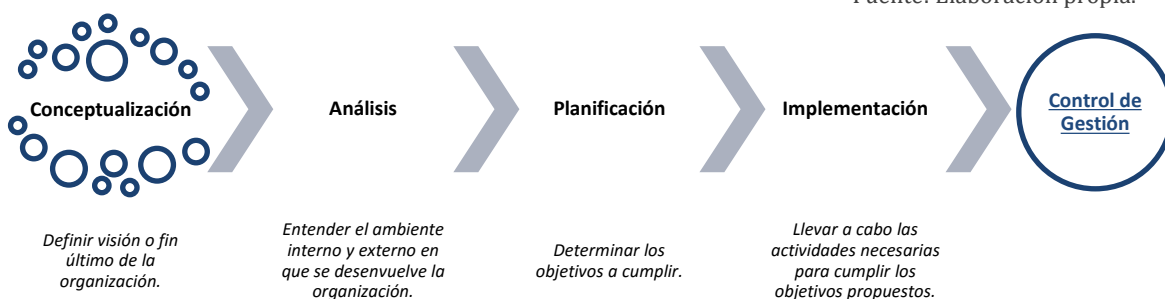 Fuente: Elaboración propia.
Conceptualización
Análisis
Planificación
Implementación
Control de
Gestión
Definir visión o fin
último de la
organización.
Entender el ambiente
interno y externo en
que se desenvuelve la
organización.
Determinar los
objetivos a cumplir.
Llevar a cabo las
actividades necesarias
para cumplir los
objetivos propuestos.